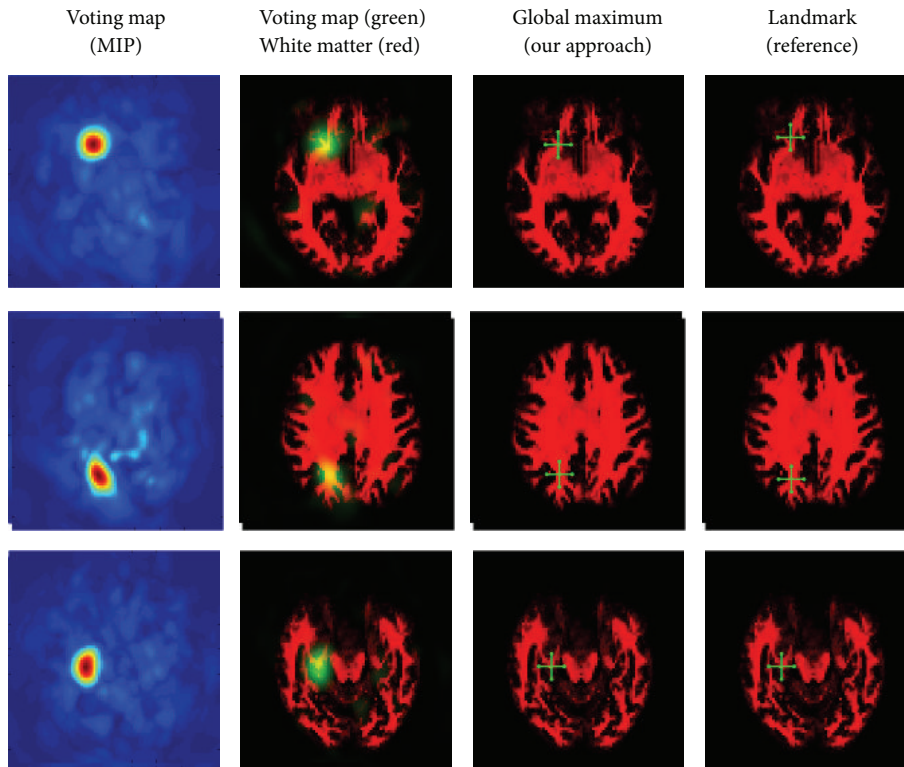 Voting map
(MIP)
Voting map (green)
White matter (red)
Global maximum
(our approach)
Landmark
(reference)